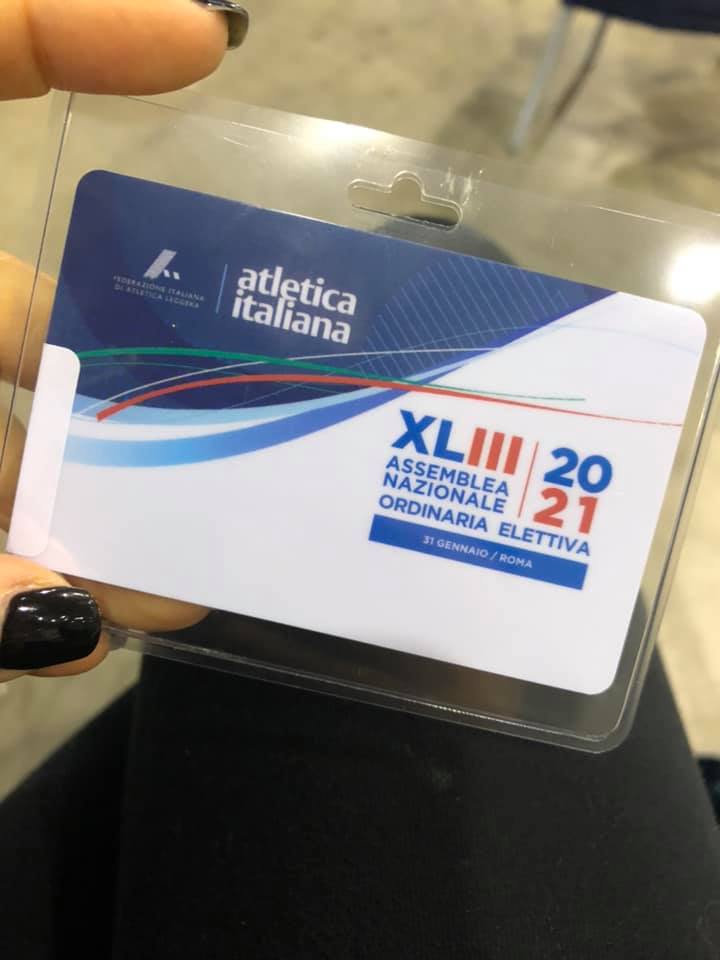 FEDERAZIONE ITALIANA
DI ATLETICA LEGGERA
atletica
italiana
XLIII
ASSEMBLEA
NAZIONALE
20
21
ORDINARIA ELETTIVA
31 GENNAIO / ROMA